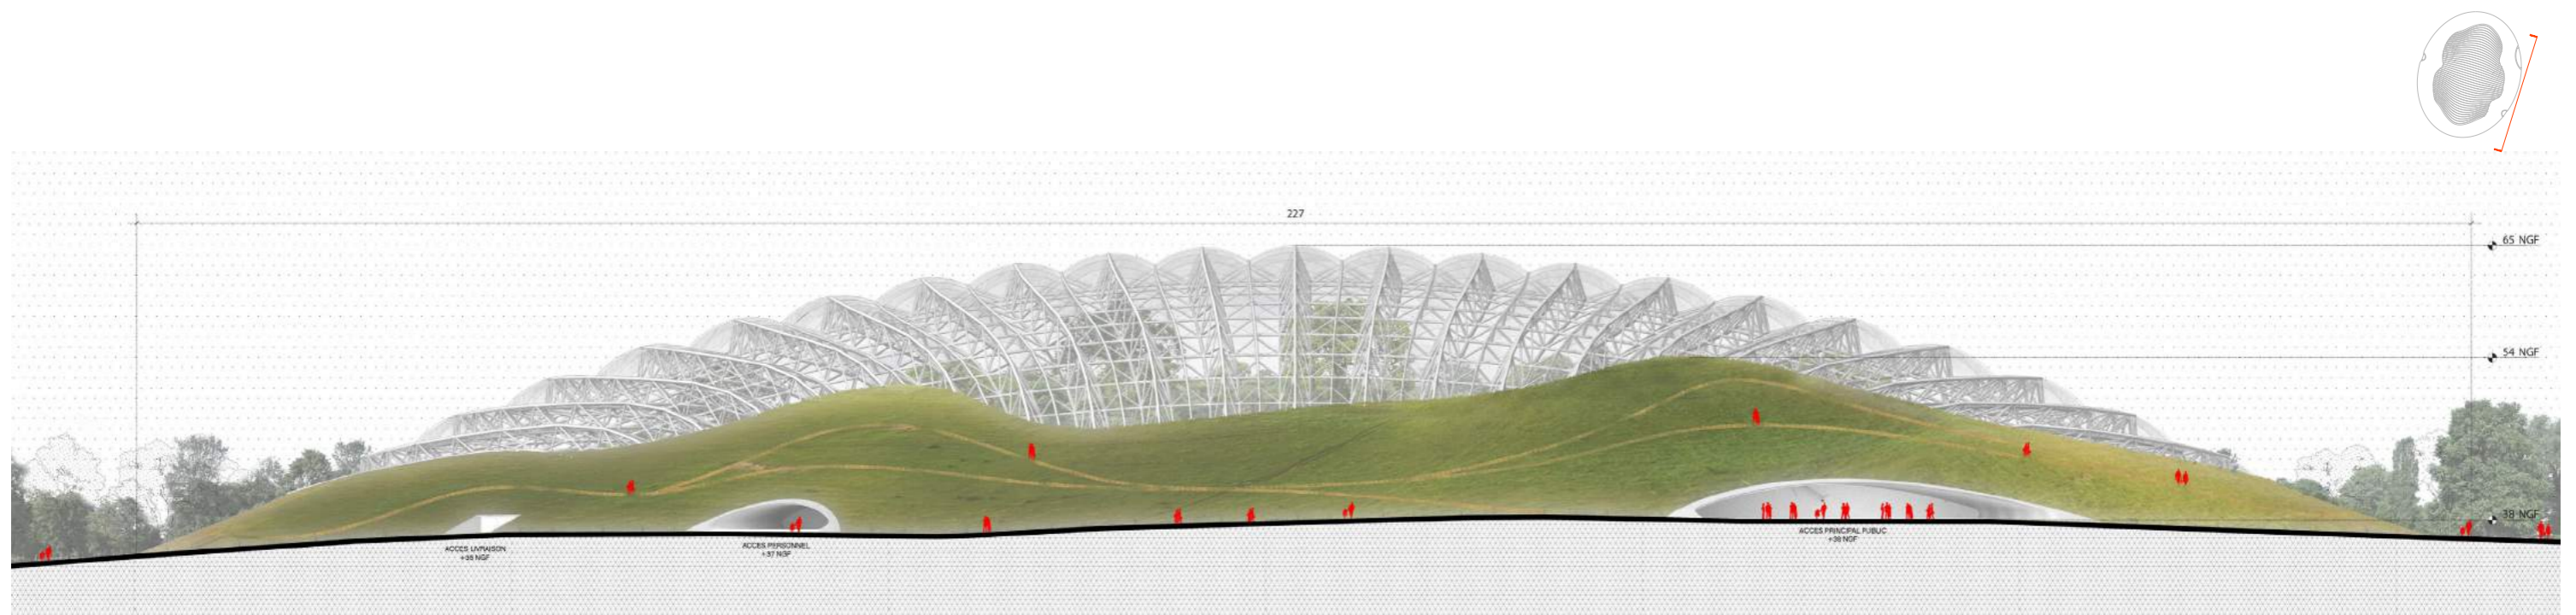 227
65 NGF
54 NGF
38 NGF
ACCES LIVRAISON
+35 NGF
ACCES PERSONNEL
+37 NGF
ACCES PRINCIPAL PUBLIC
+38 NGF